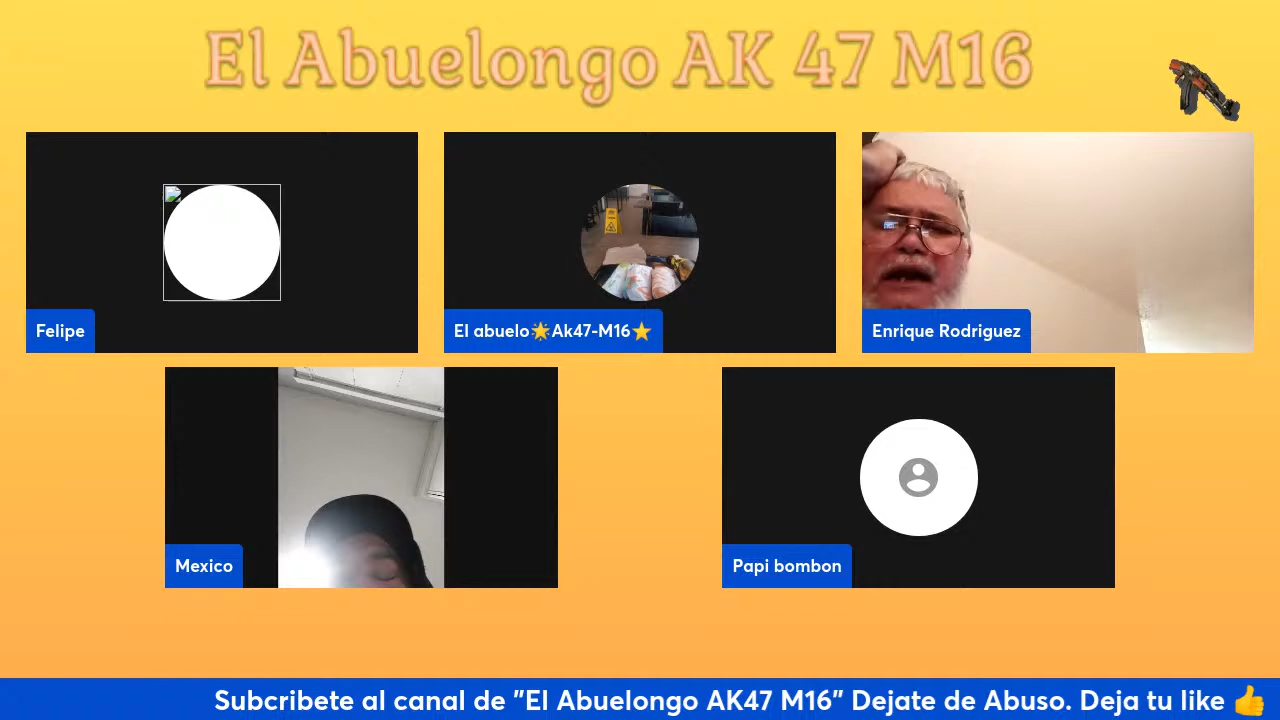 El Abuelongo AK 47 M16
Felipe
El abuelo🌟Ak47-M16⭐
Enrique Rodriguez
Mexico
Papi bombon
Subcribete al canal de "El Abuelongo AK47 M16" Dejate de Abuso. Deja tu like 👍